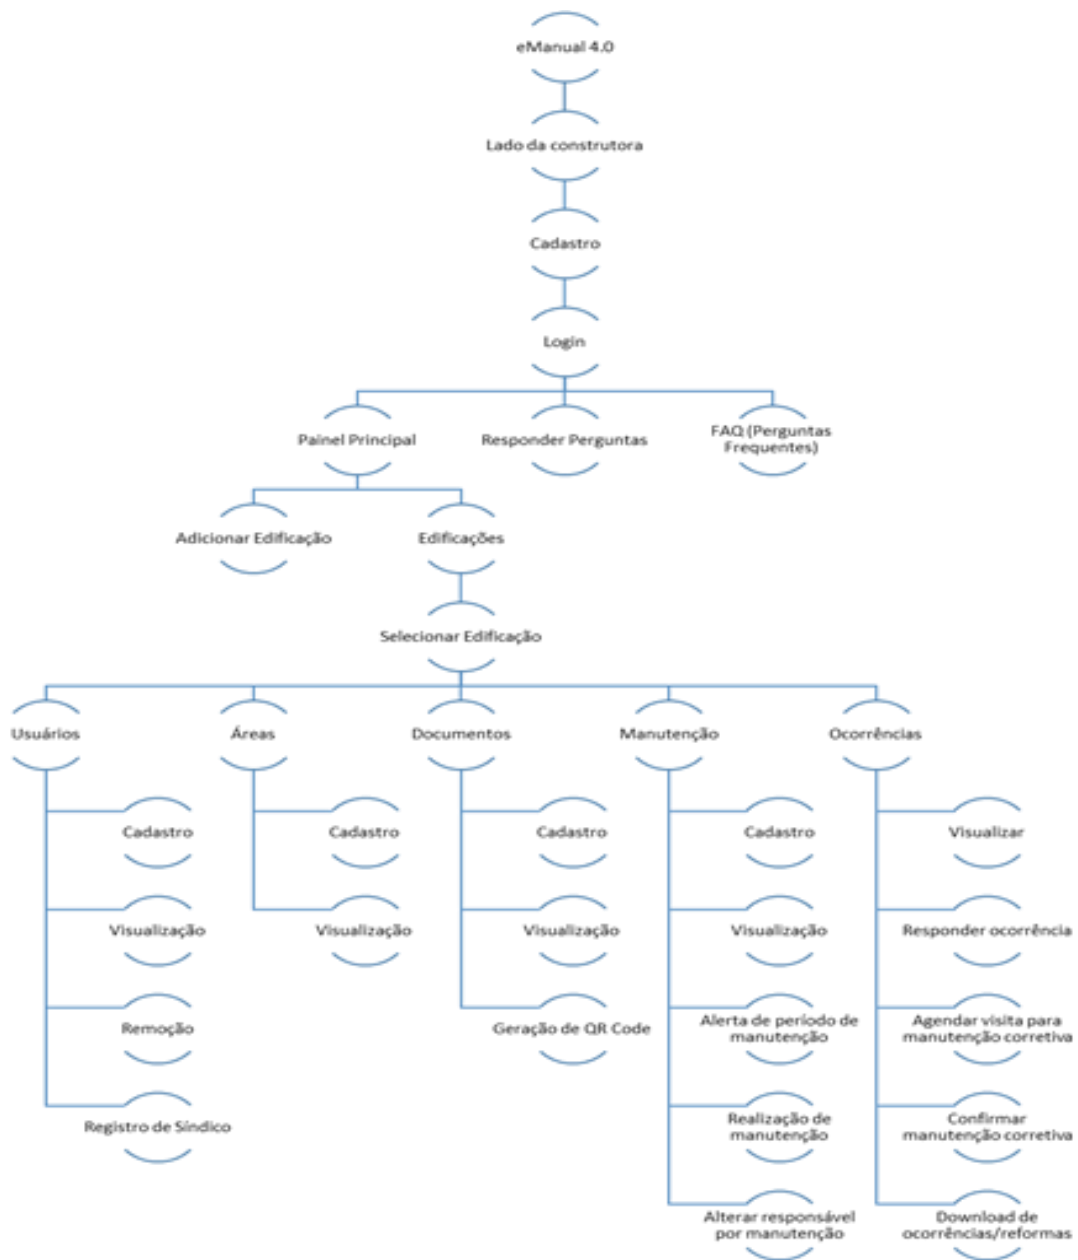 eManual 4.0
Lado da construtora
Cadastro
Login
Painel Principal
Responder Perguntas
FAQ (Perguntas
Frequentes)
Adicionar Edificação
Edificações
Selecionar Edificação
Usuários
Áreas
Documentos
Manutenção
Ocorrências
Cadastro
Cadastro
Cadastro
Cadastro
Visualizar
Visualização
Visualização
Visualização
Visualização
Responder ocorrência
Remoção
Geração de QR Code
Alerta de período de
manutenção
Agendar visita para
manutenção corretiva
Registro de Síndico
Realização de
manutenção
Confirmar
manutenção corretiva
Alterar responsável
por manutenção
Download de
ocorrências/reformas